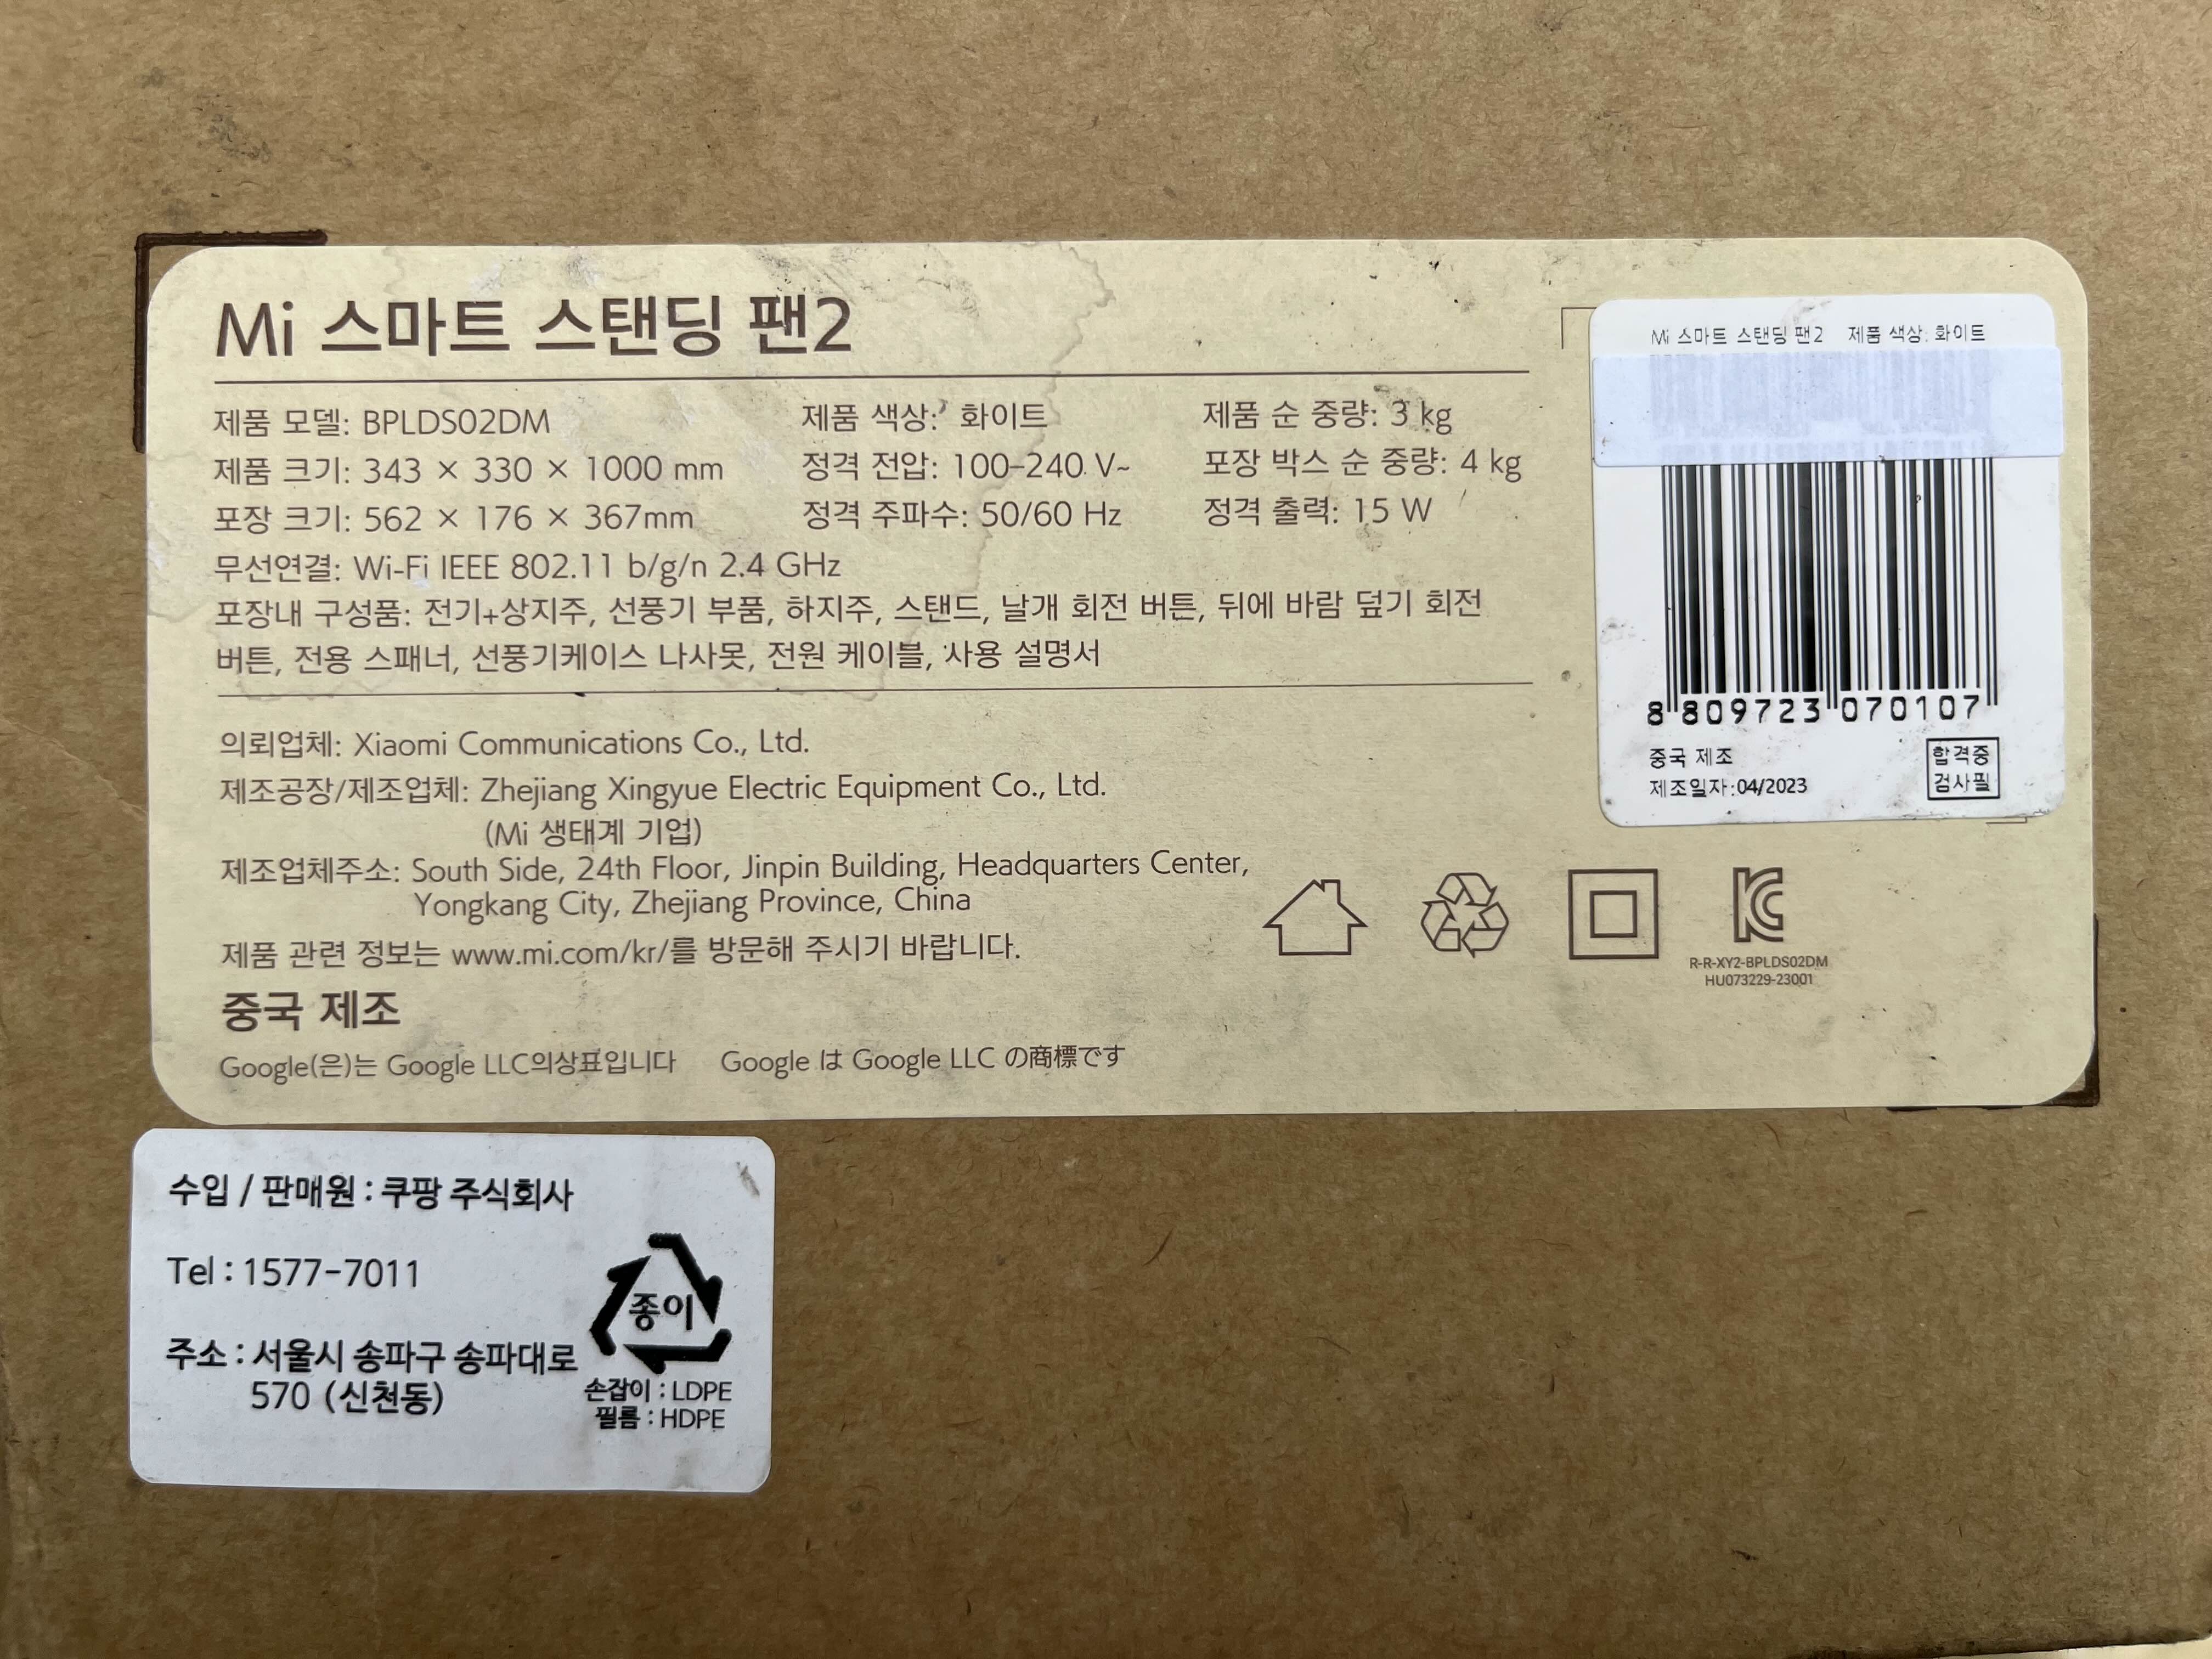 Mi 스마트 스탠딩 팬2
제품 모델: BPLDS02DM
제품 색상: 화이트
제품 순 중량: 3 kg
제품 크기: 343 × 330 × 1000 mm
정격 전압: 100–240 V~
포장 박스 순 중량: 4 kg
포장 크기: 562 × 176 × 367mm
정격 주파수: 50/60 Hz
정격 출력: 15 W
무선연결: Wi-Fi IEEE 802.11 b/g/n 2.4 GHz
포장내 구성품: 전기+상지주, 선풍기 부품, 하지주, 스탠드, 날개 회전 버튼, 뒤에 바람 덮기 회전
버튼, 전용 스패너, 선풍기케이스 나사못, 전원 케이블, 사용 설명서
의뢰업체: Xiaomi Communications Co., Ltd.
제조공장/제조업체: Zhejiang Xingyue Electric Equipment Co., Ltd.
(Mi 생태계 기업)
제조업체주소: South Side, 24th Floor, Jinpin Building, Headquarters Center,
Yongkang City, Zhejiang Province, China
제품 관련 정보는 www.mi.com/kr/를 방문해 주시기 바랍니다.
중국 제조
Google(은)는 Google LLC의상표입니다 Google は Google LLC の商標です
Mi 스마트 스탠딩 팬2 제품 색상: 화이트
8 809723 070107
중국 제조
제조일자:04/2023
합격중
검사필
R-R-XY2-BPLDS02DM
HU073229-23001
수입 / 판매원 : 쿠팡 주식회사
Tel : 1577-7011
주소 : 서울시 송파구 송파대로
570 (신천동)
종이
손잡이 : LDPE
필름 : HDPE